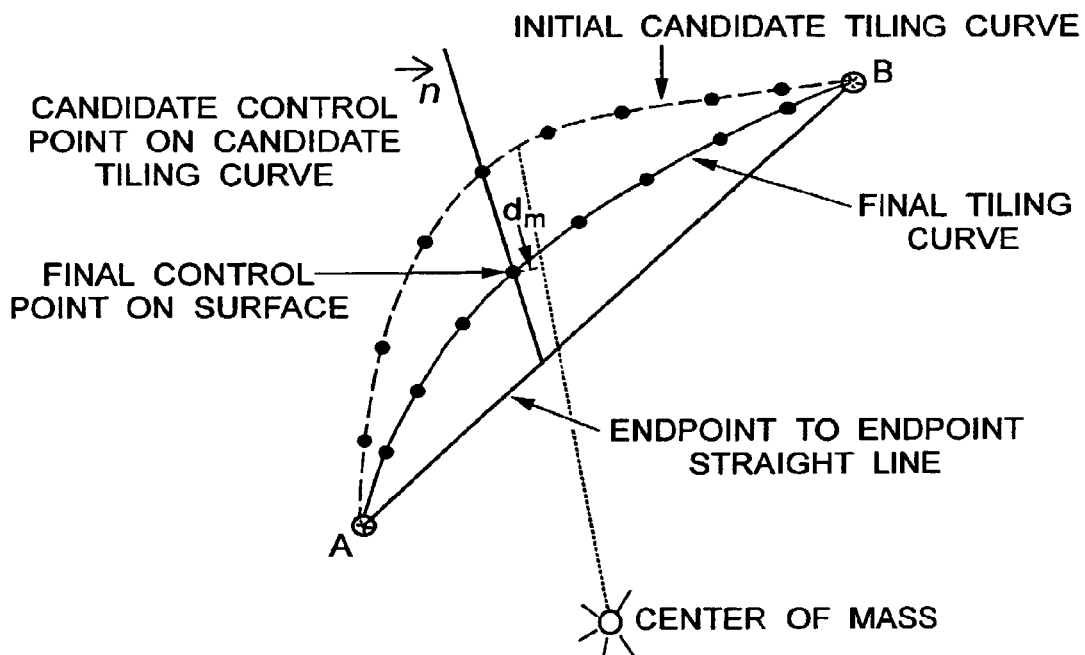 INITIAL CANDIDATE TILING CURVE
n
B
CANDIDATE CONTROL
POINT ON CANDIDATE
TILING CURVE
dm
FINAL TILING
CURVE
FINAL CONTROL
POINT ON SURFACE
ENDPOINT TO ENDPOINT
STRAIGHT LINE
A
CENTER OF MASS